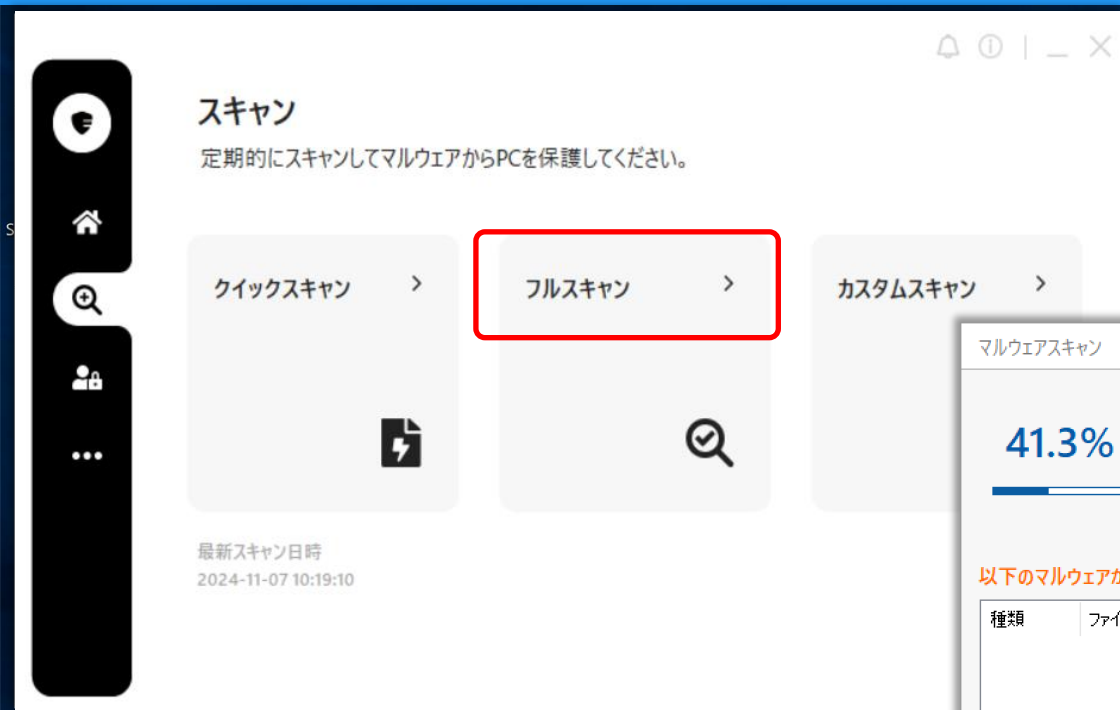 スキャン
定期的にスキャンしてマルウェアからPCを保護してください。
クイックスキャン
フルスキャン
カスタムスキャン
マルウェアスキャン
41.3%
最新スキャン日時
2024-11-07 10:19:10
以下のマルウェアが
種類 ファイ
S